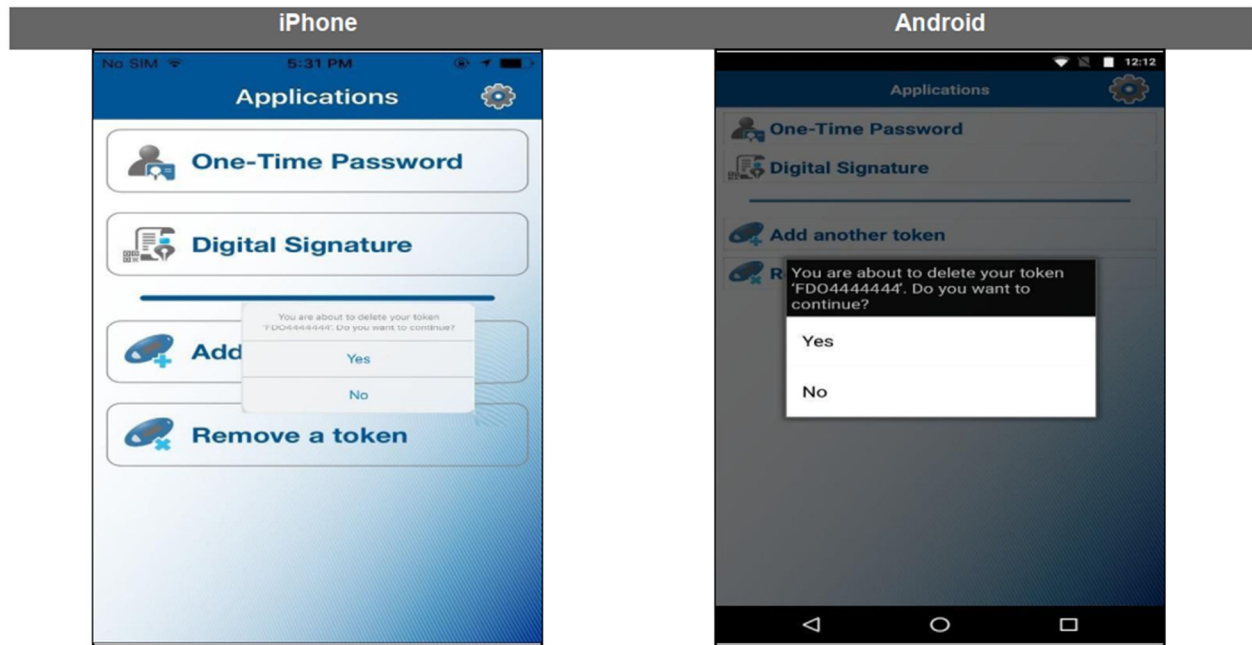 iPhone
Android
No SIM 5:31 PM
Applications
One-Time Password
Digital Signature
You are about to delete your token
'FDO4444444'. Do you want to continue?
Add
Yes
No
Remove a token
12:12
Applications
One-Time Password
Digital Signature
Add another token
R
You are about to delete your token
'FDO4444444'. Do you want to
continue?
Yes
No